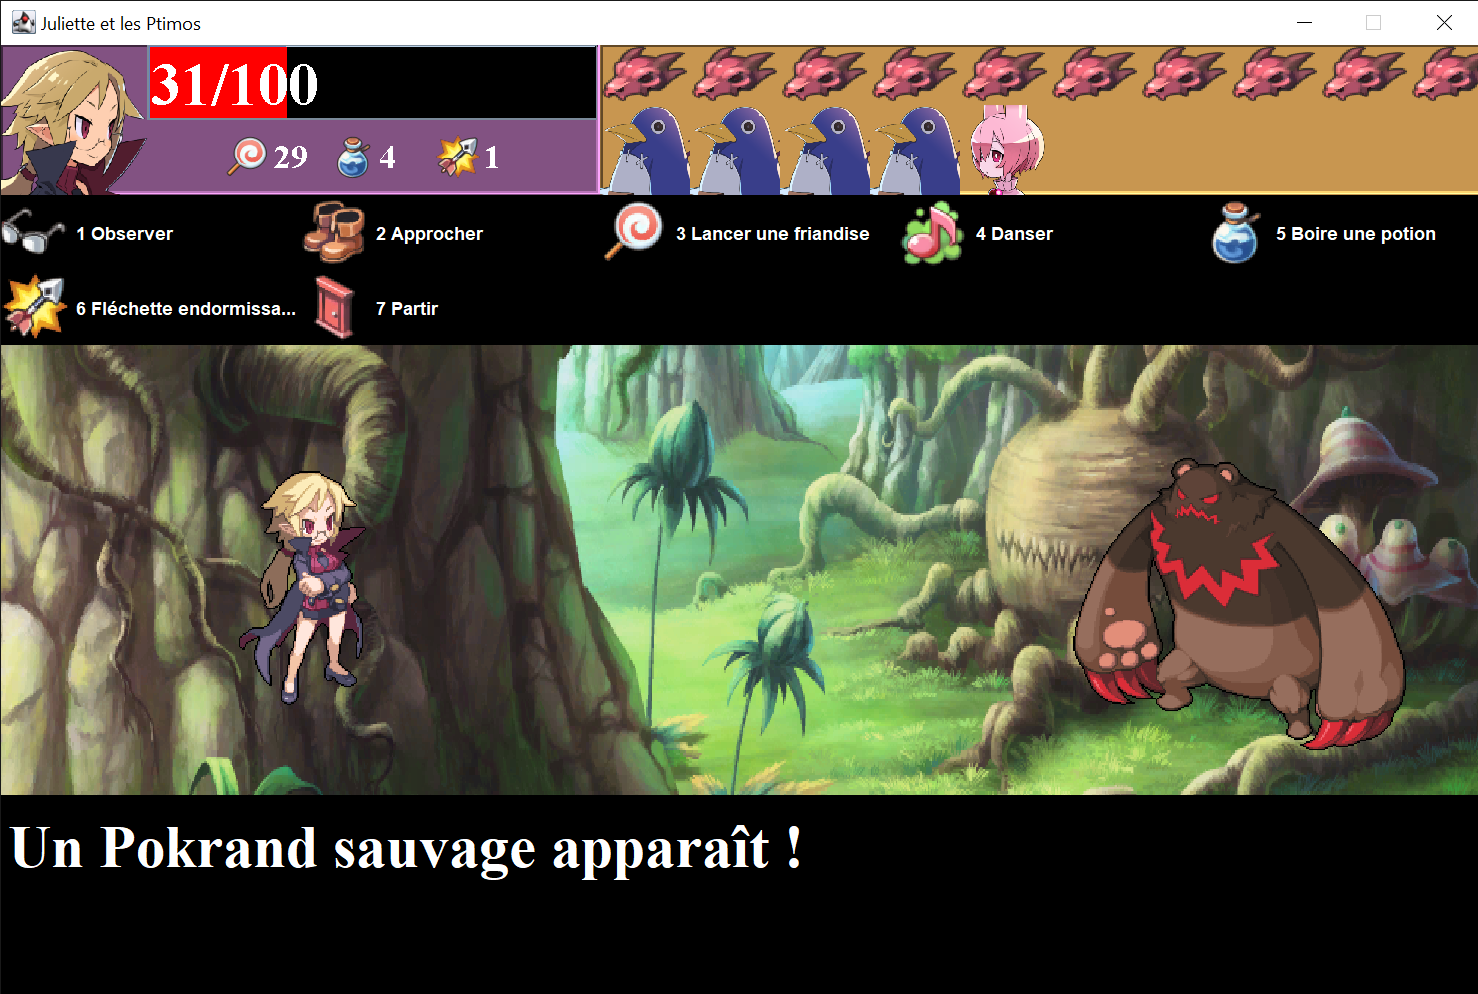 Juliette et les Ptimos
31/100
29 4 1
1 Observer 2 Approcher 3 Lancer une friandise 4 Danser 5 Boire une potion
6 Fléchette endormissa... 7 Partir
Un Pokrand sauvage apparaît !